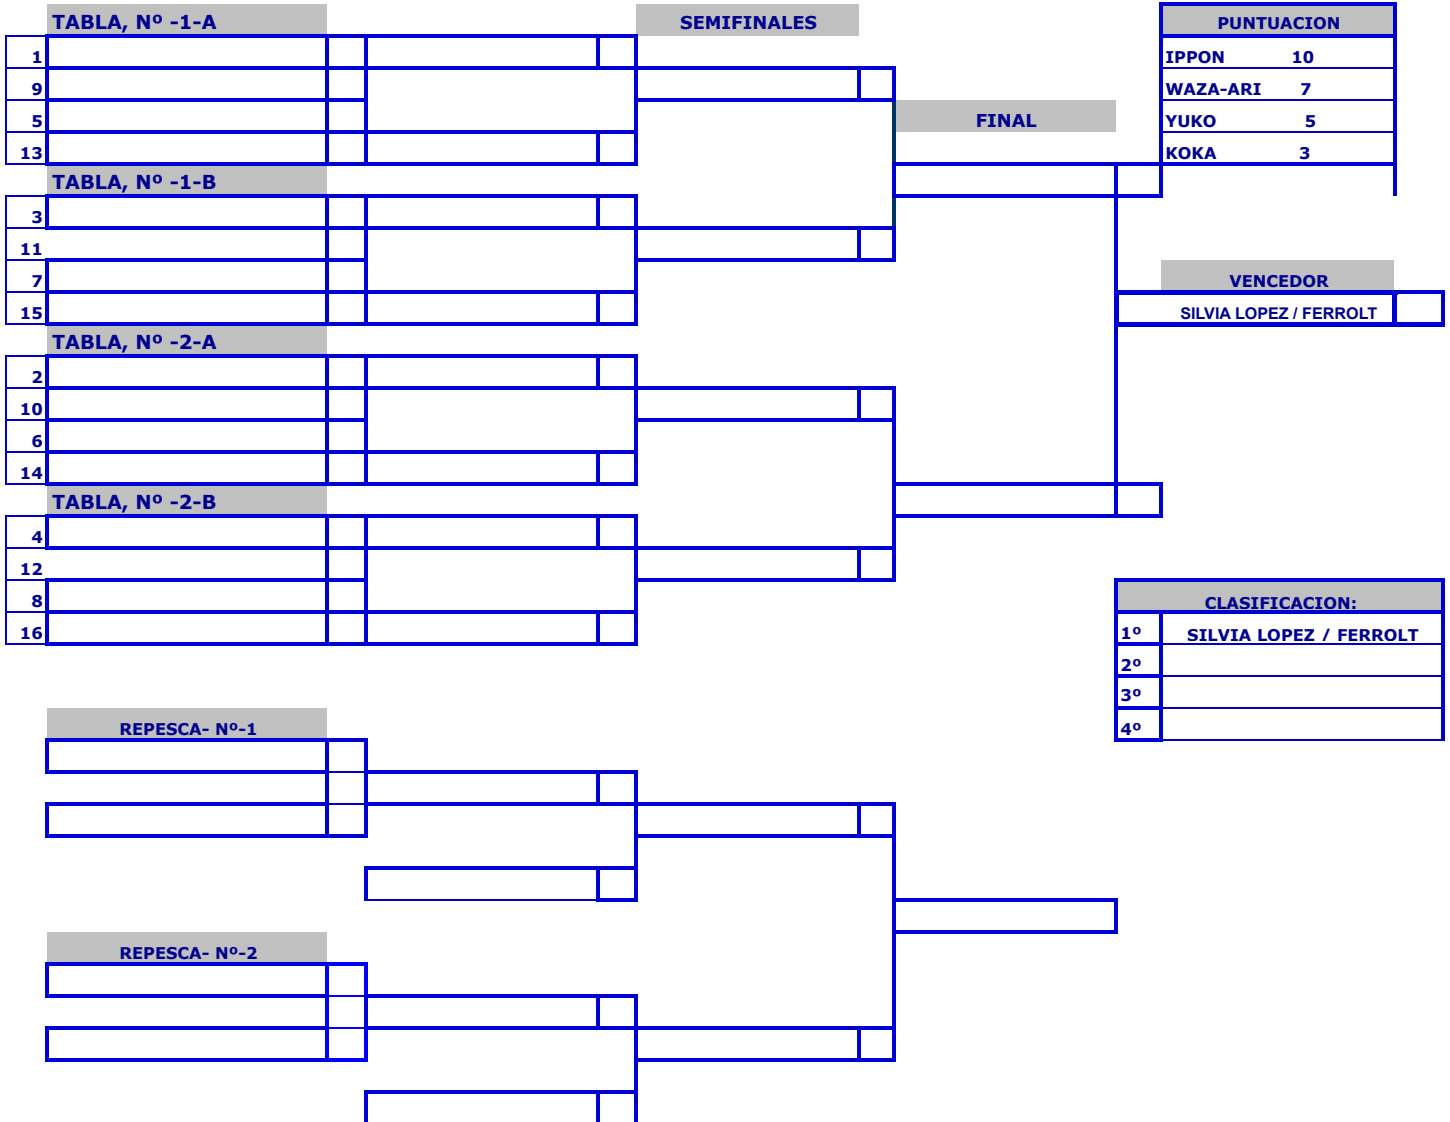 TABLA, Nº -1-A
SEMIFINALES
PUNTUACION
1
IPPON 10
9
WAZA-ARI 7
5
FINAL
YUKO 5
13
KOKA 3
TABLA, Nº -1-B
3
11
7
VENCEDOR
15
SILVIA LOPEZ / FERROLT
TABLA, Nº -2-A
2
10
6
14
TABLA, Nº -2-B
4
12
8
CLASIFICACION:
16
1º SILVIA LOPEZ / FERROLT
2º
3º
4º
REPESCA- Nº-1
REPESCA- Nº-2